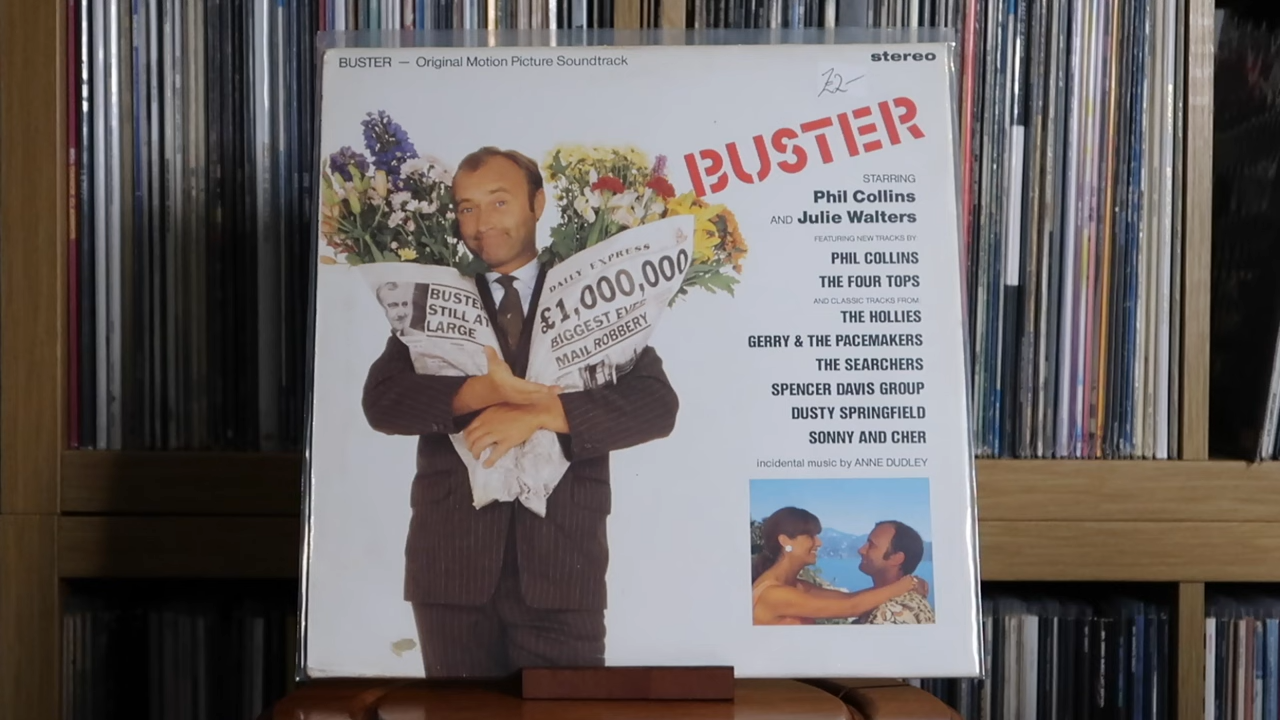 BUSTER — Original Motion Picture Soundtrack
stereo
BUSTER
STARRING
Phil Collins
AND Julie Walters
FEATURING NEW TRACKS BY
PHIL COLLINS
THE FOUR TOPS
AND CLASSIC TRACKS FROM:
THE HOLLIES
GERRY & THE PACEMAKERS
THE SEARCHERS
SPENCER DAVIS GROUP
DUSTY SPRINGFIELD
SONNY AND CHER
incidental music by ANNE DUDLEY
BUSTER
STILL AT
LARGE
DAILY EXPRESS
£1,000,000
BIGGEST EVER
MAIL ROBBERY